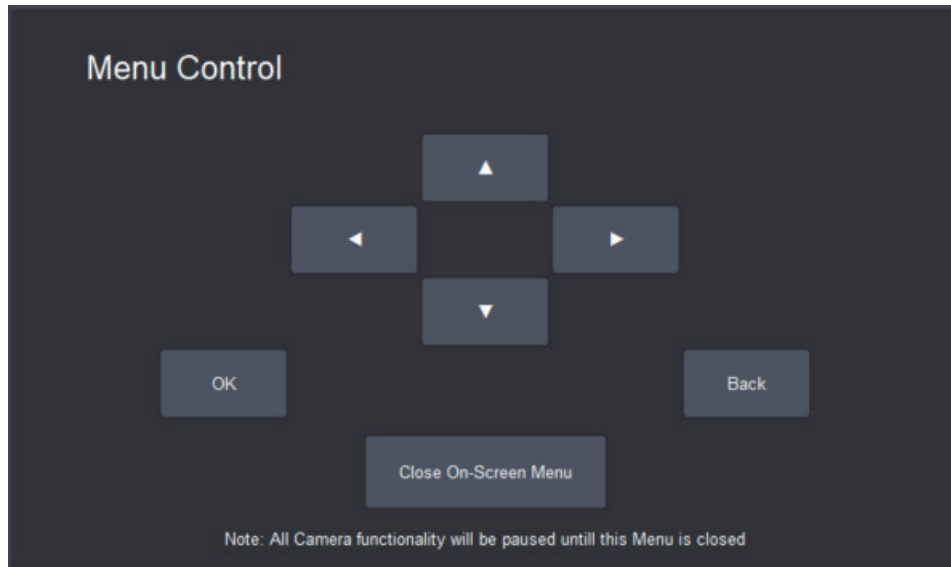 Menu Control
▲
◄ ►
▼
OK Back
Close On-Screen Menu
Note: All Camera functionality will be paused untill this Menu is closed